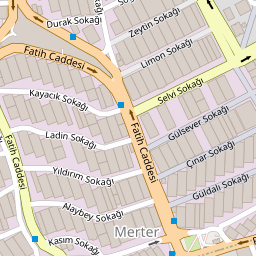 Durak Sokağı
Zeytin Sokağı
Fatih Caddesi
Limon Sokağı
Selvi Sokağı
Kayacık Sokağı
Fatih Caddesi
Gülsever Sokağı
Ladin Sokağı
Fatih Caddesi
Çınar Sokağı
Yıldırım Sokağı
Güldalı Sokağı
Alaybey Sokağı
Merter
Kasım Sokağı